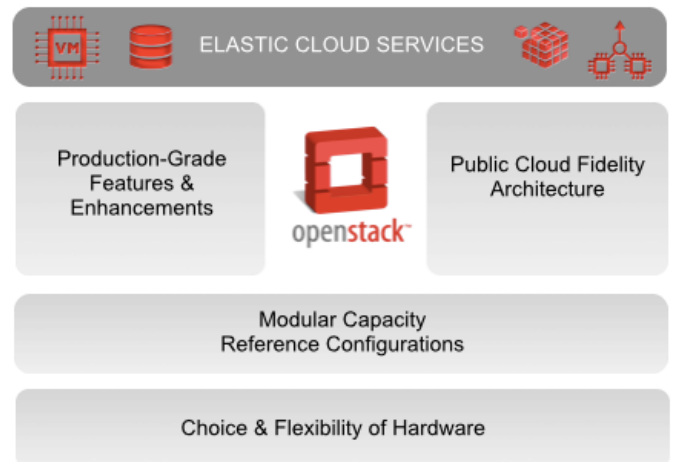 VM
ELASTIC CLOUD SERVICES
Production-Grade
Features &
Enhancements
openstack™
Public Cloud Fidelity
Architecture
Modular Capacity
Reference Configurations
Choice & Flexibility of Hardware